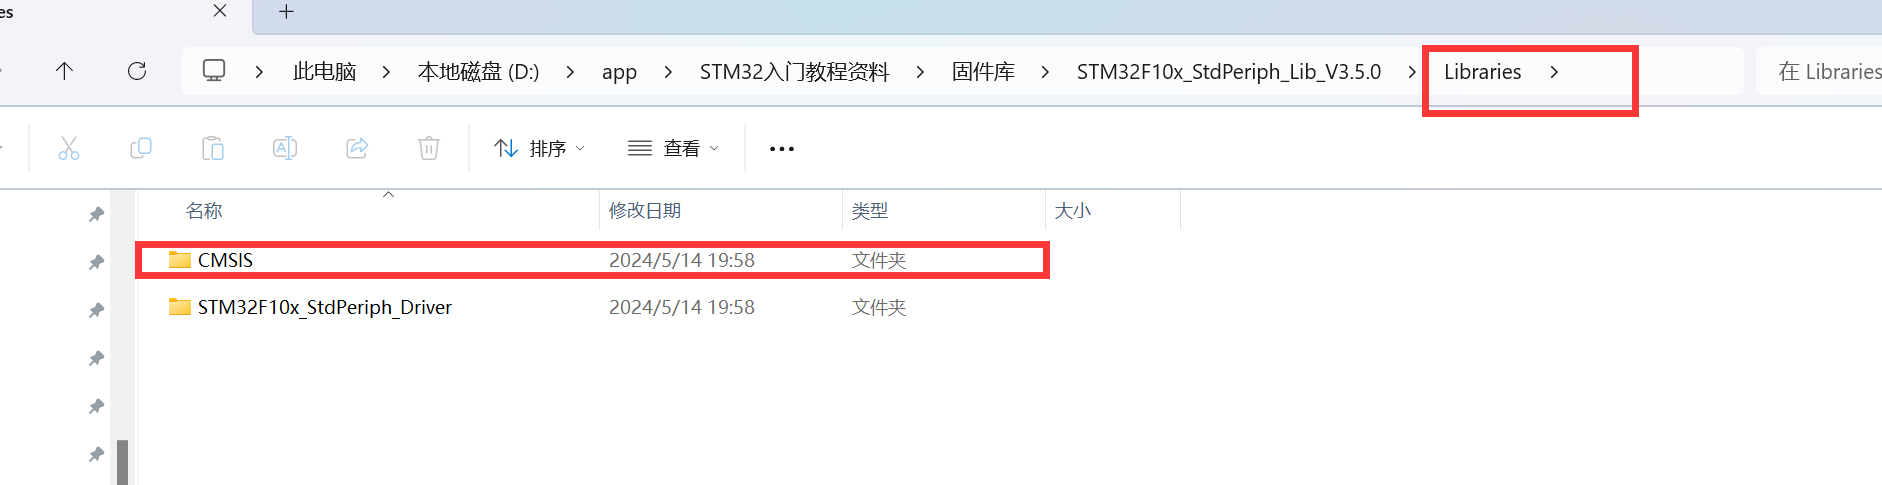 es
此电脑 本地磁盘 (D:) app STM32入门教程资料 固件库 STM32F10x_StdPeriph_Lib_V3.5.0 Libraries 在 Libraries
排序 查看
名称 修改日期 类型 大小
CMSIS 2024/5/14 19:58 文件夹
STM32F10x_StdPeriph_Driver 2024/5/14 19:58 文件夹